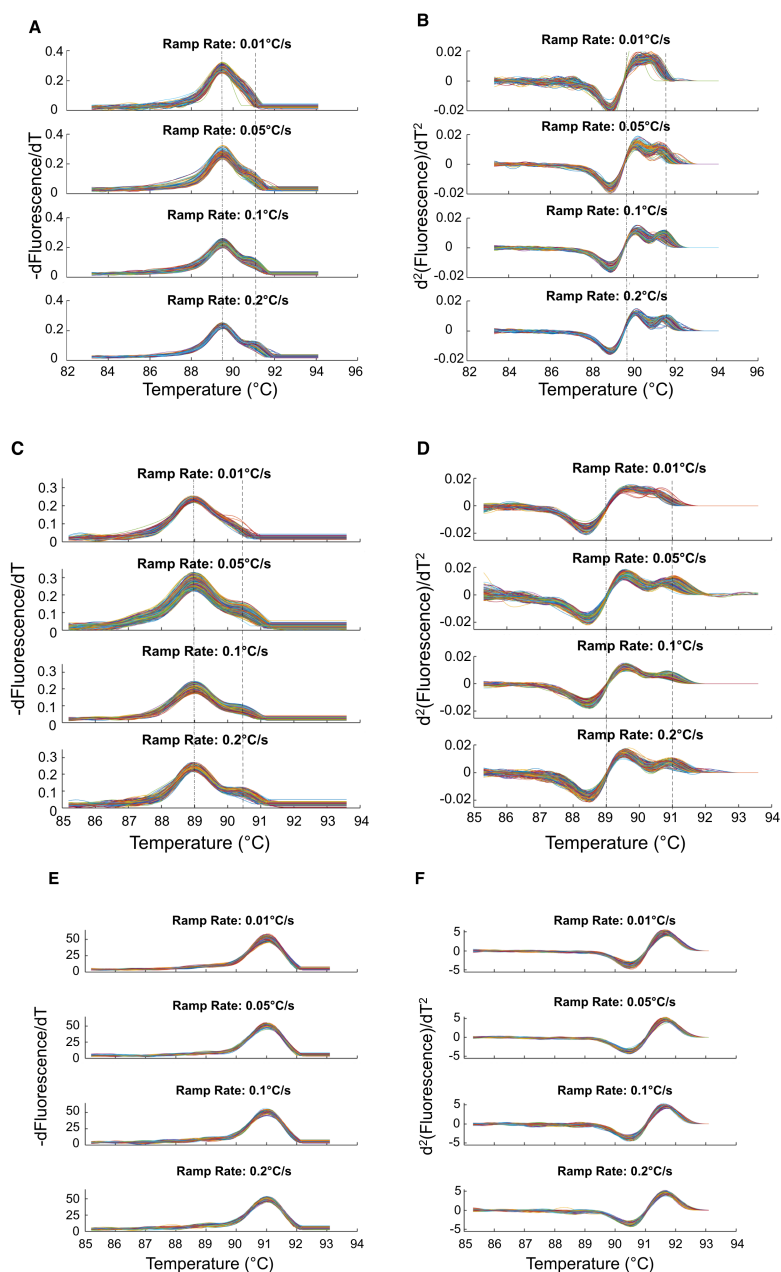 A
-dFluorescence/dT
Ramp Rate: 0.01°C/s
0.4
0.2
0
Ramp Rate: 0.05°C/s
0.4
0.2
0
Ramp Rate: 0.1°C/s
0.4
0.2
0
Ramp Rate: 0.2°C/s
0.4
0.2
0
82 84 86 88 90 92 94 96
Temperature (°C)
B
d²(Fluorescence)/dT²
Ramp Rate: 0.01°C/s
0.02
0
-0.02
Ramp Rate: 0.05°C/s
0.02
0
-0.02
Ramp Rate: 0.1°C/s
0.02
0
-0.02
Ramp Rate: 0.2°C/s
0.02
0
-0.02
82 84 86 88 90 92 94 96
Temperature (°C)
C
-dFluorescence/dT
Ramp Rate: 0.01°C/s
0.3
0.2
0.1
0
Ramp Rate: 0.05°C/s
0.3
0.2
0.1
0
Ramp Rate: 0.1°C/s
0.3
0.2
0.1
0
Ramp Rate: 0.2°C/s
0.3
0.2
0.1
0
85 86 87 88 89 90 91 92 93 94
Temperature (°C)
D
d²(Fluorescence)/dT²
Ramp Rate: 0.01°C/s
0.02
0
-0.02
Ramp Rate: 0.05°C/s
0.02
0
-0.02
Ramp Rate: 0.1°C/s
0.02
0
-0.02
Ramp Rate: 0.2°C/s
0.02
0
-0.02
85 86 87 88 89 90 91 92 93 94
Temperature (°C)
E
-dFluorescence/dT
Ramp Rate: 0.01°C/s
50
25
0
Ramp Rate: 0.05°C/s
50
25
0
Ramp Rate: 0.1°C/s
50
25
0
Ramp Rate: 0.2°C/s
50
25
0
85 86 87 88 89 90 91 92 93 94
Temperature (°C)
F
d²(Fluorescence)/dT²
Ramp Rate: 0.01°C/s
5
0
-5
Ramp Rate: 0.05°C/s
5
0
-5
Ramp Rate: 0.1°C/s
5
0
-5
Ramp Rate: 0.2°C/s
5
0
-5
85 86 87 88 89 90 91 92 93 94
Temperature (°C)